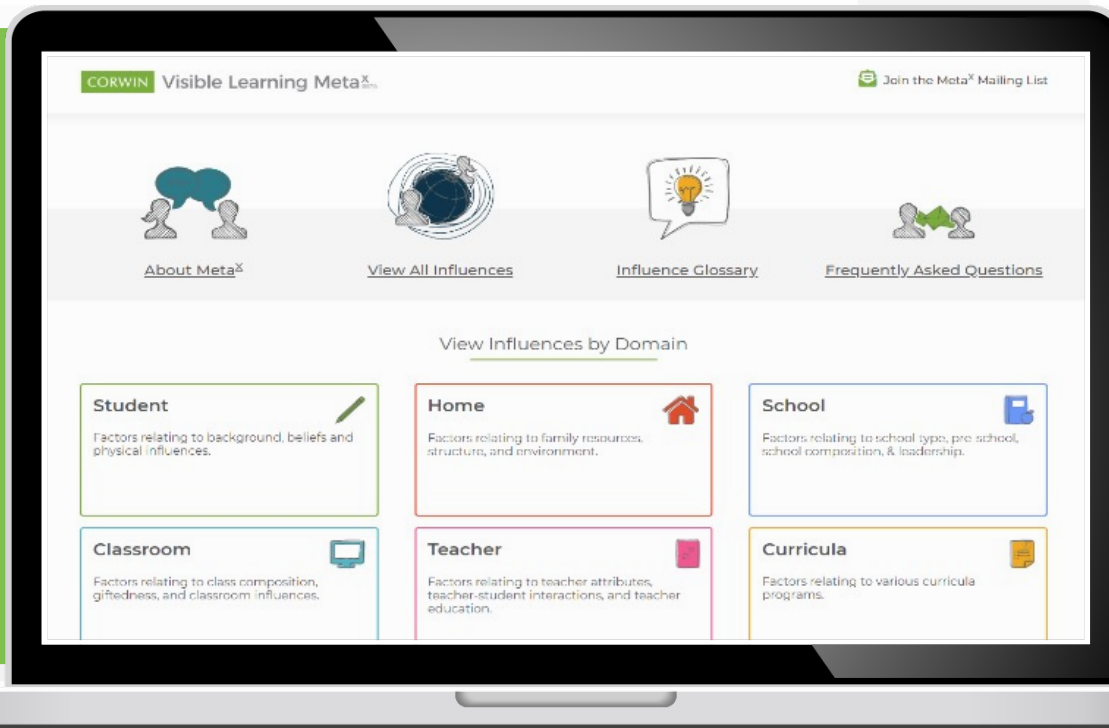 CORWIN Visible Learning Meta^X BETA
Join the Meta^X Mailing List
About Meta^X
View All Influences
Influence Glossary
Frequently Asked Questions
View Influences by Domain
Student
Factors relating to background, beliefs and
physical influences.
Home
Factors relating to family resources,
structure, and environment.
School
Factors relating to school type, pre-school,
school composition, & leadership.
Classroom
Factors relating to class composition,
giftedness, and classroom influences.
Teacher
Factors relating to teacher attributes,
teacher-student interactions, and teacher
education.
Curricula
Factors relating to various curricula
programs.